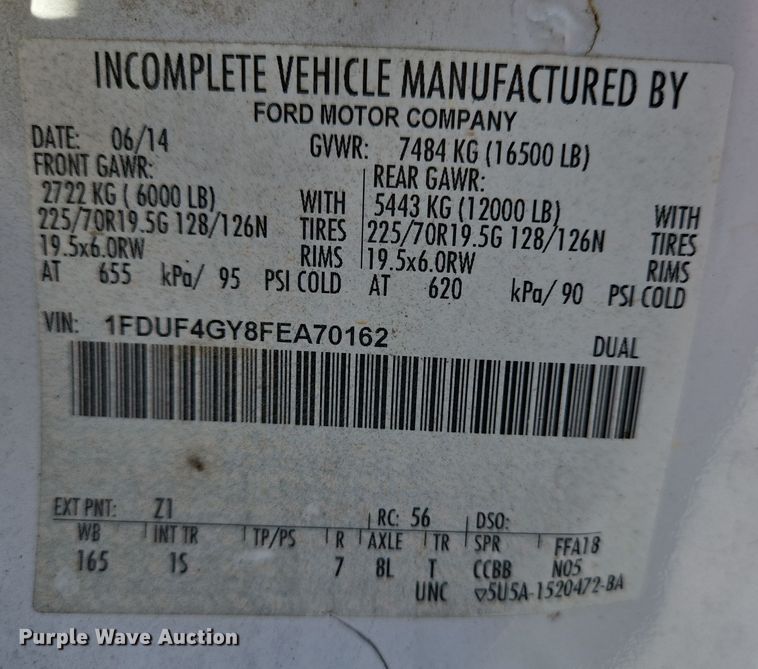 INCOMPLETE VEHICLE MANUFACTURED BY
FORD MOTOR COMPANY
DATE: 06/14 GVWR: 7484 KG (16500 LB)
FRONT GAWR: REAR GAWR:
2722 KG ( 6000 LB) WITH 5443 KG (12000 LB) WITH
225/70R19.5G 128/126N TIRES 225/70R19.5G 128/126N TIRES
19.5x6.0RW RIMS 19.5x6.0RW RIMS
AT 655 kPa/ 95 PSI COLD AT 620 kPa/ 90 PSI COLD
VIN: 1FDUF4GY8FEA70162 DUAL
EXT PNT: Z1 RC: 56 DSO:
WB INT TR TP/PS R AXLE TR SPR FFA18
165 1S 7 8L T CCBB N05
UNC ▽5U5A-1520472-BA
Purple Wave Auction